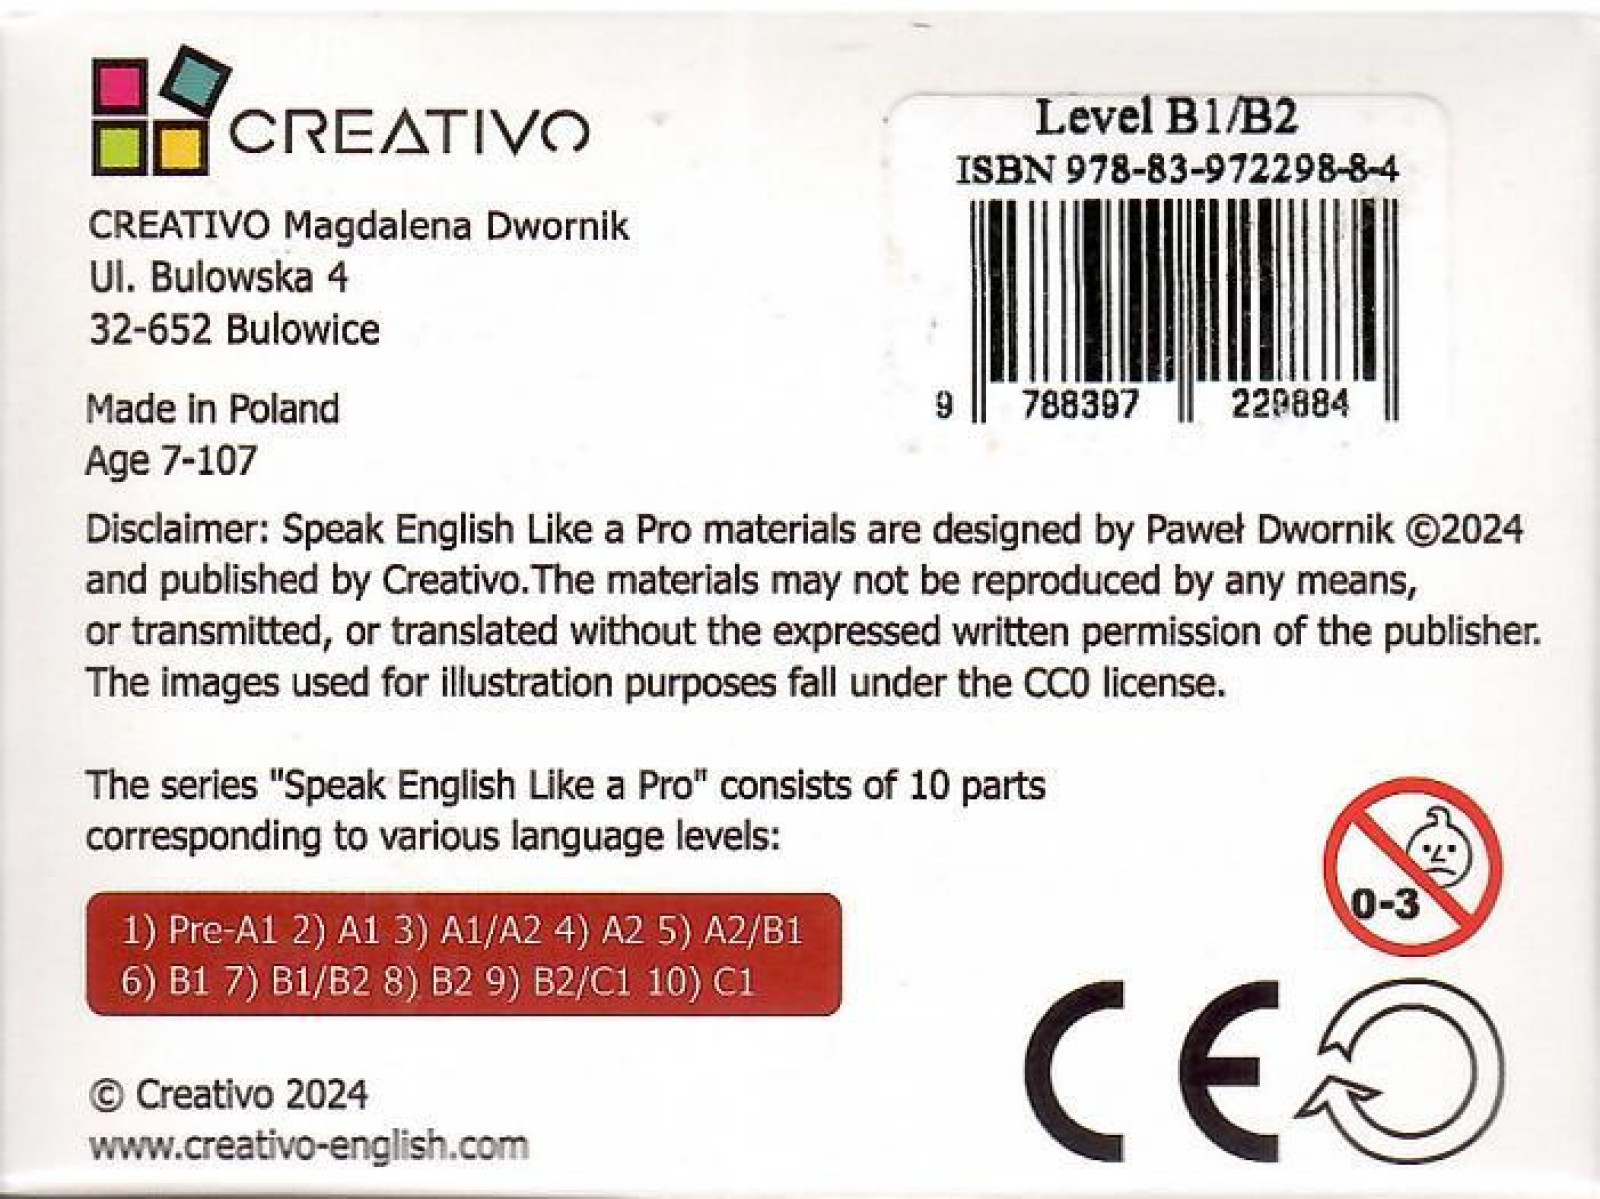 CREATIVO
CREATIVO Magdalena Dwornik
Ul. Bulowska 4
32-652 Bulowice
Made in Poland
Age 7-107
Level B1/B2
ISBN 978-83-972298-8-4
9 788397 229884
Disclaimer: Speak English Like a Pro materials are designed by Paweł Dwornik ©2024
and published by Creativo.The materials may not be reproduced by any means,
or transmitted, or translated without the expressed written permission of the publisher.
The images used for illustration purposes fall under the CC0 license.
The series "Speak English Like a Pro" consists of 10 parts
corresponding to various language levels:
1) Pre-A1 2) A1 3) A1/A2 4) A2 5) A2/B1
6) B1 7) B1/B2 8) B2 9) B2/C1 10) C1
0-3
CE
© Creativo 2024
www.creativo-english.com